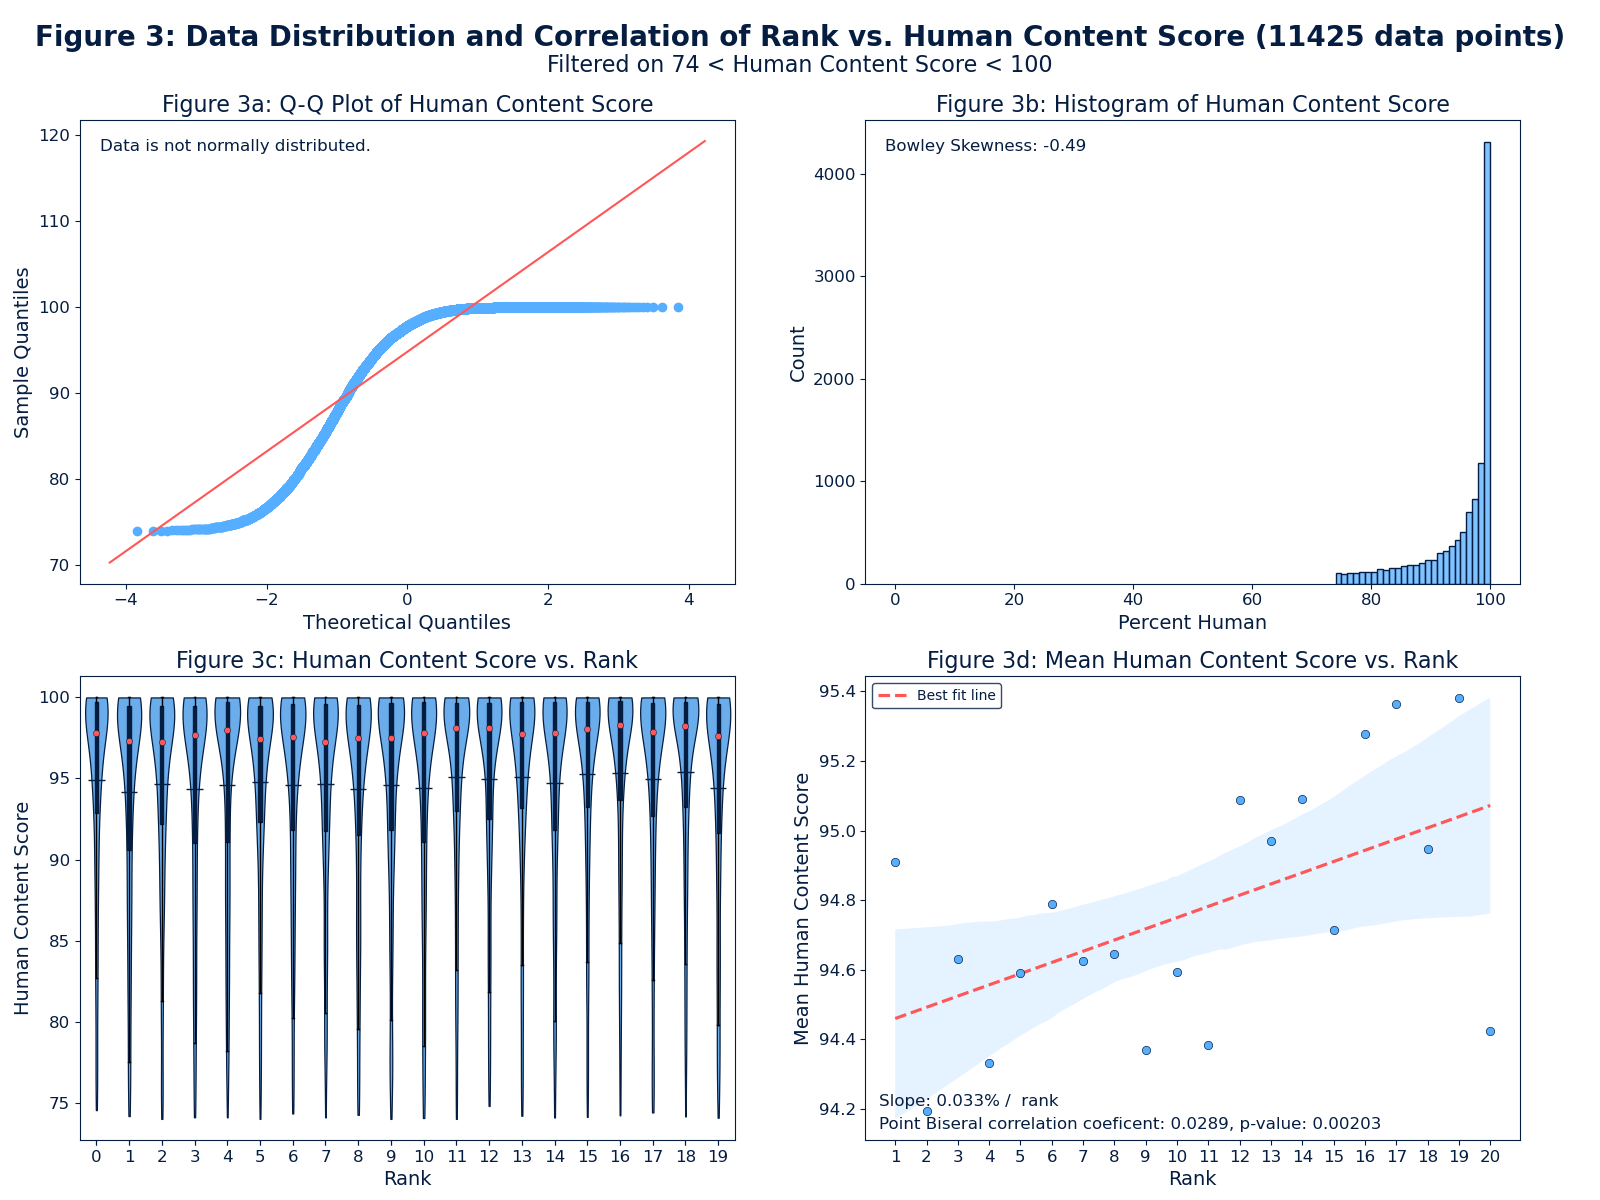 Figure 3: Data Distribution and Correlation of Rank vs. Human Content Score (11425 data points)
Filtered on 74 < Human Content Score < 100
Figure 3a: Q-Q Plot of Human Content Score
Data is not normally distributed.
120
110
100
90
80
70
Sample Quantiles
−4 −2 0 2 4
Theoretical Quantiles
Figure 3b: Histogram of Human Content Score
Bowley Skewness: -0.49
4000
3000
2000
1000
0
Count
0 20 40 60 80 100
Percent Human
Figure 3c: Human Content Score vs. Rank
100
95
90
85
80
75
Human Content Score
0 1 2 3 4 5 6 7 8 9 10 11 12 13 14 15 16 17 18 19
Rank
Figure 3d: Mean Human Content Score vs. Rank
Best fit line
95.4
95.2
95.0
94.8
94.6
94.4
94.2
Mean Human Content Score
Slope: 0.033% /  rank
Point Biseral correlation coeficent: 0.0289, p-value: 0.00203
1 2 3 4 5 6 7 8 9 10 11 12 13 14 15 16 17 18 19 20
Rank